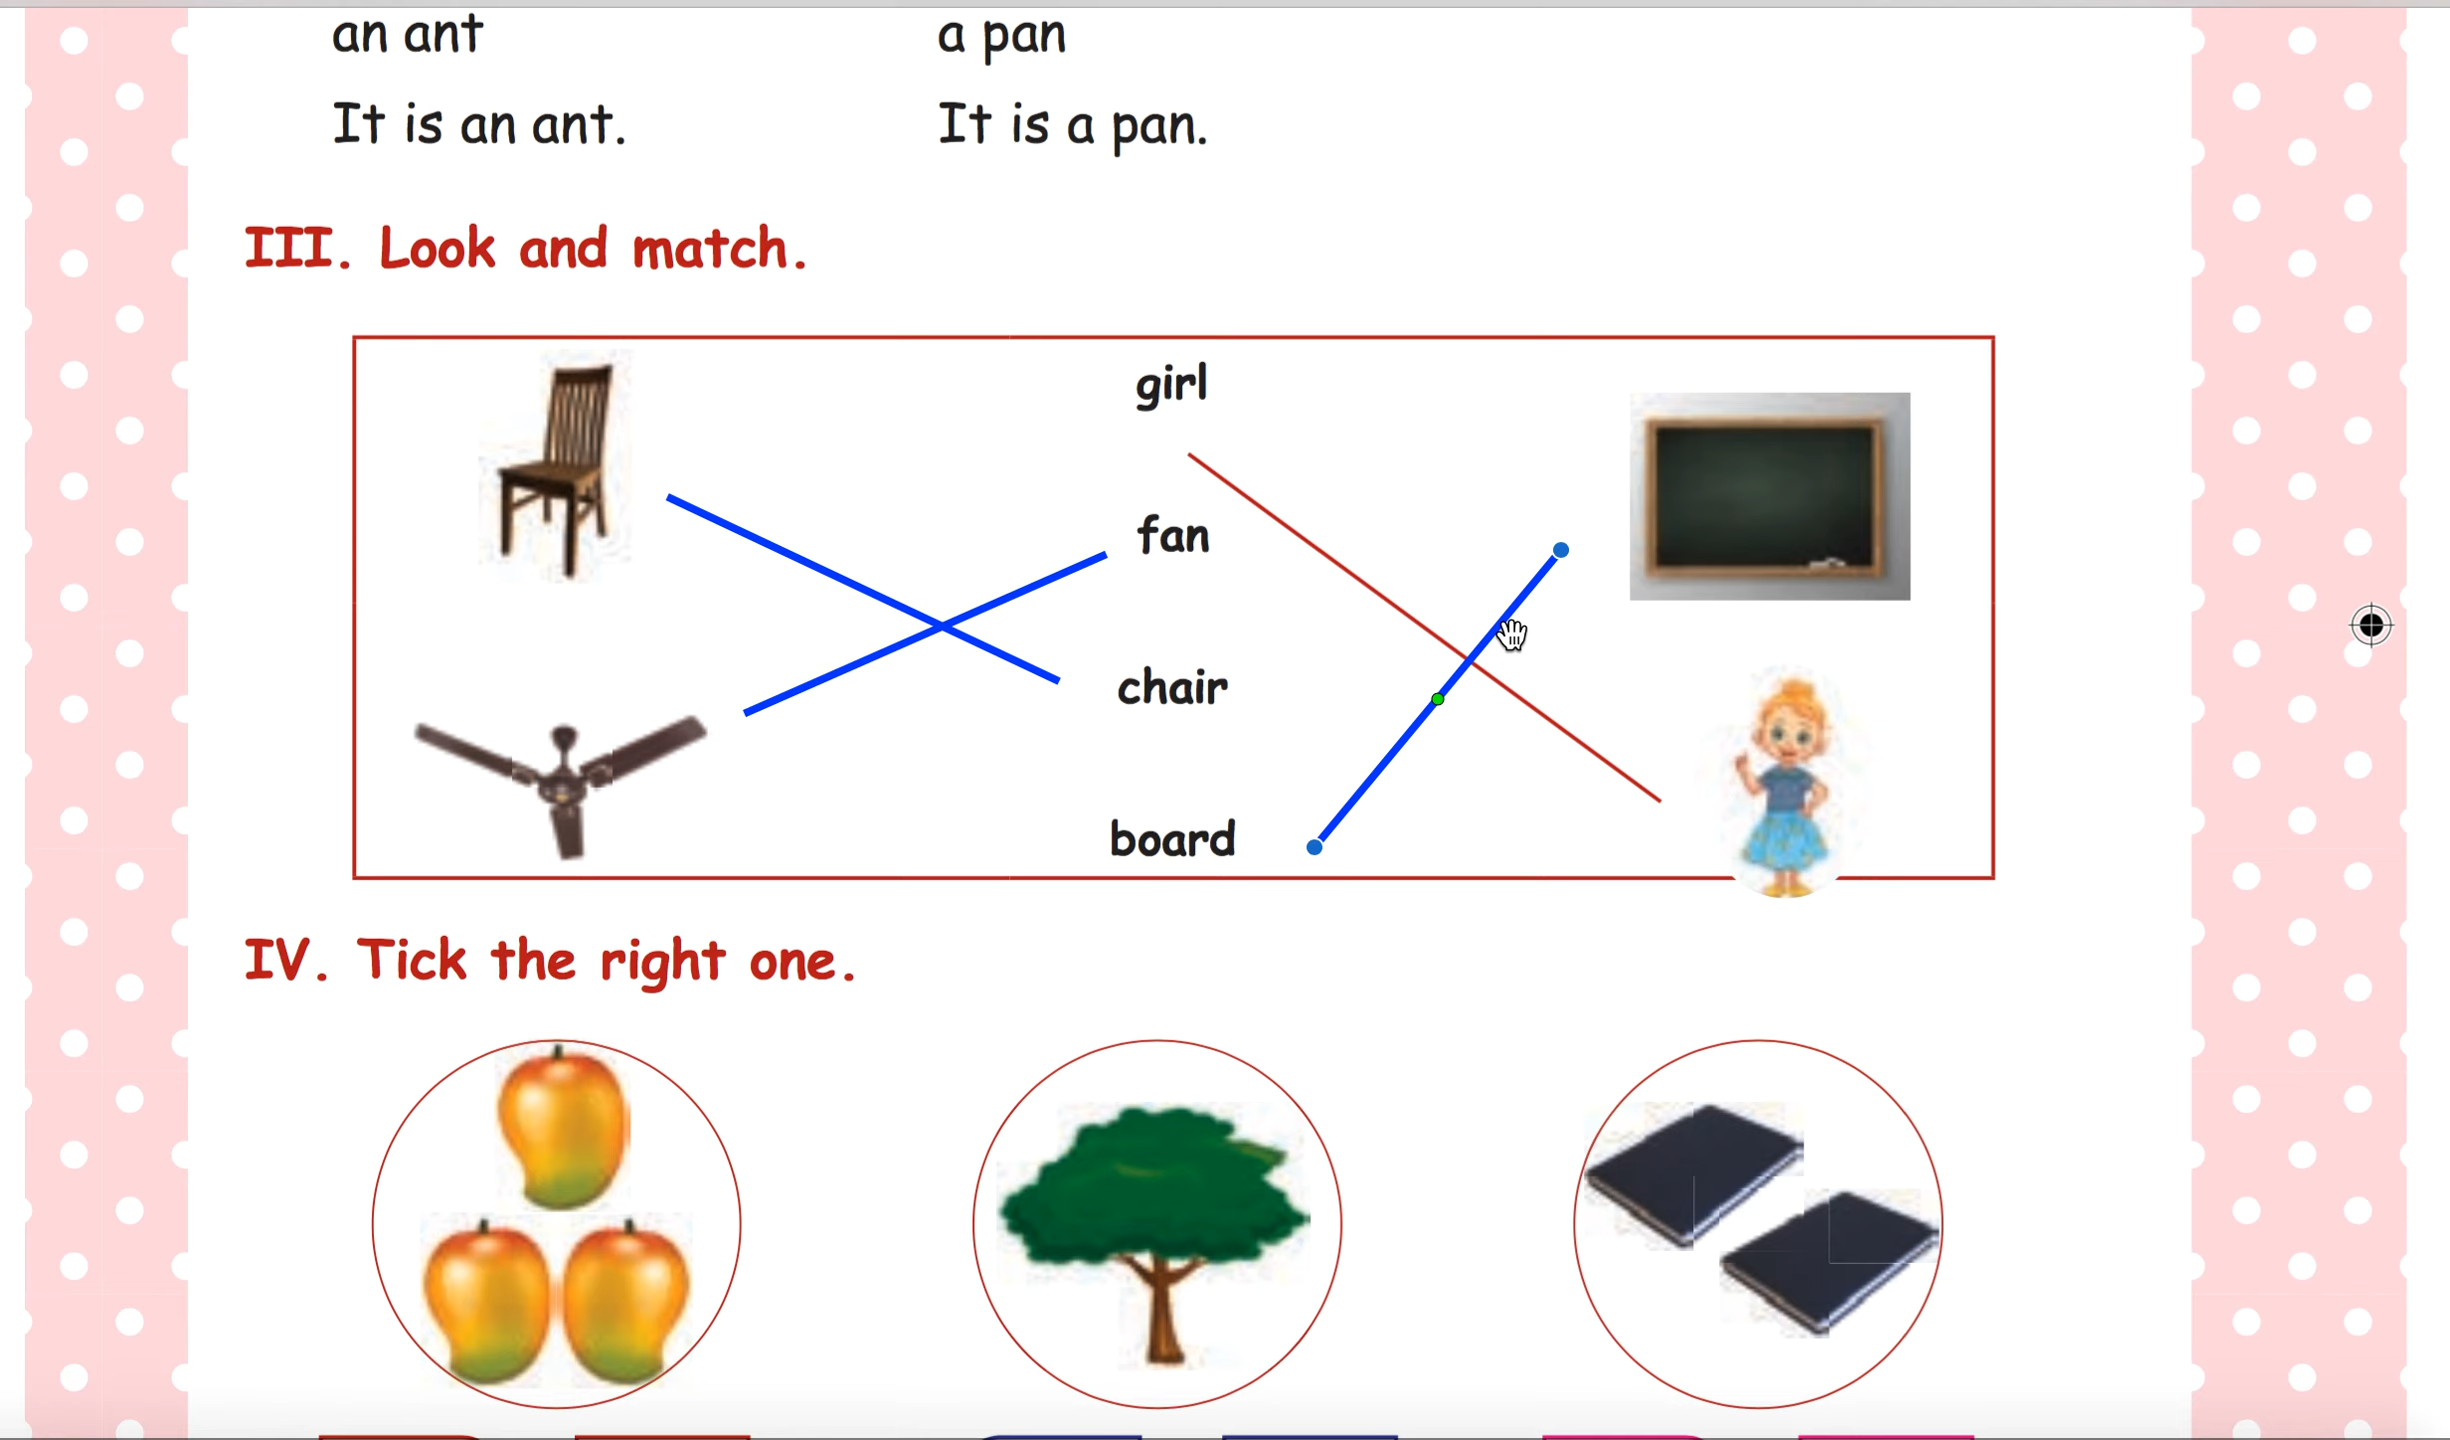 an ant
a pan
It is an ant.
It is a pan.
III. Look and match.
girl
fan
chair
board
IV. Tick the right one.